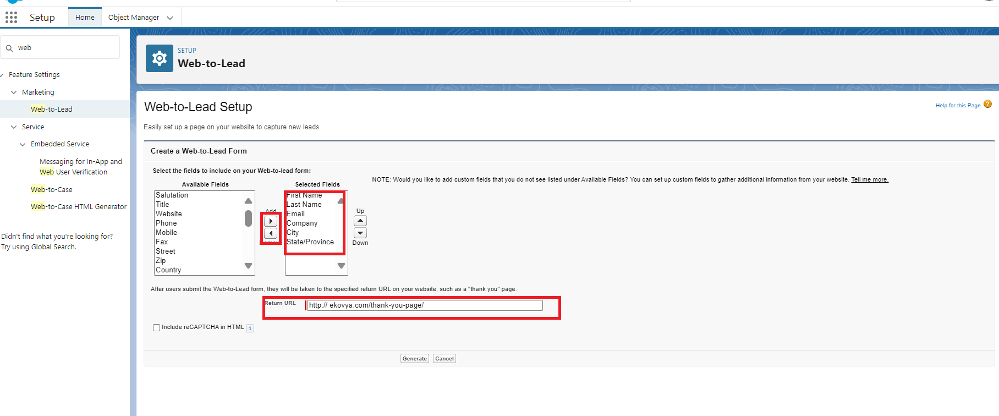 Setup
Home
Object Manager
web
Feature Settings
Marketing
Web-to-Lead
Service
Embedded Service
Messaging for In-App and
Web User Verification
Web-to-Case
Web-to-Case HTML Generator
Didn't find what you're looking for?
Try using Global Search.
SETUP
Web-to-Lead
Web-to-Lead Setup
Help for this Page ?
Easily set up a page on your website to capture new leads.
Create a Web-to-Lead Form
Select the fields to include on your Web-to-lead form:
Available Fields
Salutation
Title
Website
Phone
Mobile
Fax
Street
Zip
Country
Add
Remove
Selected Fields
First Name
Last Name
Email
Company
City
State/Province
Up
Down
NOTE: Would you like to add custom fields that you do not see listed under Available Fields? You can set up custom fields to gather additional information from your website. Tell me more.
After users submit the Web-to-Lead form, they will be taken to the specified return URL on your website, such as a "thank you" page.
Return URL
http:// ekovya.com/thank-you-page/
Include reCAPTCHA in HTML i
Generate
Cancel